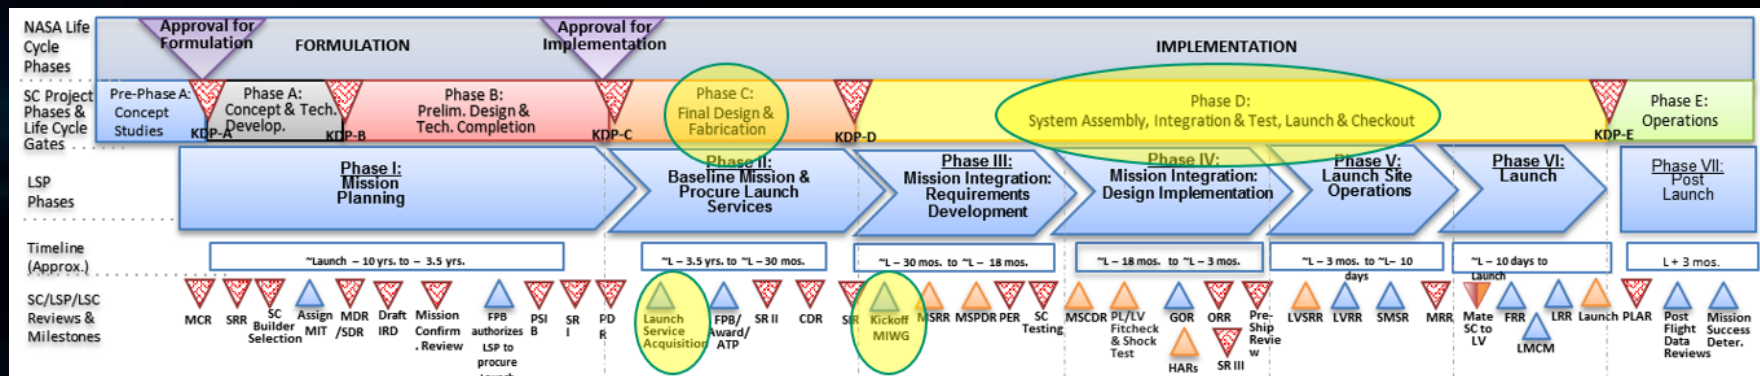 NASA Life
Cycle
Phases
Approval for
Formulation
FORMULATION
Approval for
Implementation
IMPLEMENTATION
SC Project
Phases &
Life Cycle
Gates
Pre-Phase A:
Concept
Studies
KDP-A
Phase A:
Concept & Tech.
Develop.
KDP-B
Phase B:
Prelim. Design &
Tech. Completion
KDP-C
Phase C:
Final Design &
Fabrication
KDP-D
Phase D:
System Assembly, Integration & Test, Launch & Checkout
KDP-E
Phase E:
Operations
LSP
Phases
Phase I:
Mission
Planning
Phase II:
Baseline Mission &
Procure Launch
Services
Phase III:
Mission Integration:
Requirements
Development
Phase IV:
Mission Integration:
Design Implementation
Phase V:
Launch Site
Operations
Phase VI:
Launch
Phase VII:
Post
Launch
Timeline
(Approx.)
~Launch – 10 yrs. to – 3.5 yrs.
~L – 3.5 yrs. to ~L – 30 mos.
~L – 30 mos. to ~L – 18 mos.
~L – 18 mos. to ~L – 3 mos.
~L – 3 mos. to ~L– 10
days
~L – 10 days to
Launch
L + 3 mos.
SC/LSP/LSC
Reviews &
Milestones
MCR
SRR
SC
Builder
Selection
Assign
MIT
MDR
/SDR
Draft
IRD
Mission
Confirm
. Review
FPB
authorizes
LSP to
procure
PSI
B
SR
I
PD
R
Launch
Service
Acquisition
FPB/
Award/
ATP
SR II
CDR
SIR
Kickoff
MIWG
MSRR
MSPDR
PER
SC
Testing
MSCDR
PL/LV
Fitcheck
& Shock
Test
GOR
HARs
ORR
SR III
Pre-
Ship
Revie
w
LVSRR
LVRR
SMSR
MRR
Mate
SC to
LV
FRR
LMCM
LRR
Launch
PLAR
Post
Flight
Data
Reviews
Mission
Success
Deter.